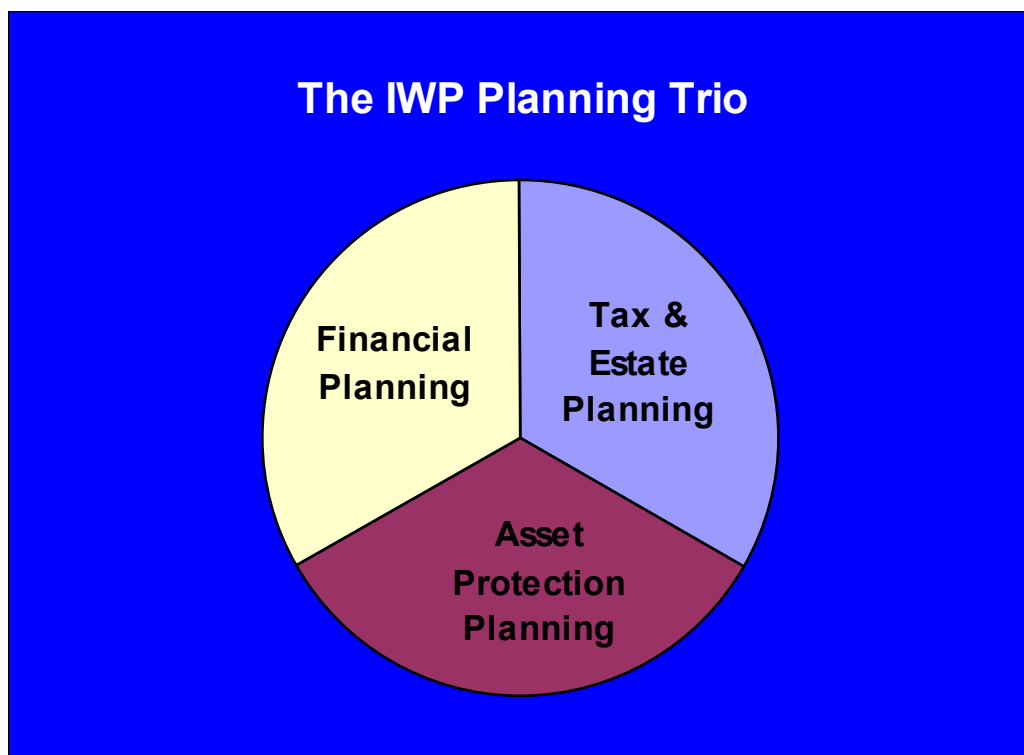 The IWP Planning Trio
Financial
Planning
Tax &
Estate
Planning
Asset
Protection
Planning